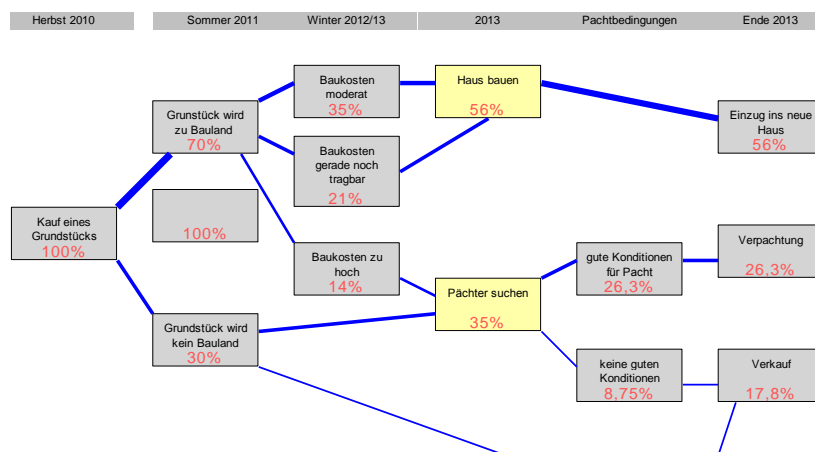 Herbst 2010
Sommer 2011
Winter 2012/13
2013
Pachtbedingungen
Ende 2013
Kauf eines
Grundstücks
100%
Grunstück wird
zu Bauland
70%
100%
Grundstück wird
kein Bauland
30%
Baukosten
moderat
35%
Baukosten
gerade noch
tragbar
21%
Baukosten zu
hoch
14%
Haus bauen
56%
Pächter suchen
35%
gute Konditionen
für Pacht
26,3%
keine guten
Konditionen
8,75%
Einzug ins neue
Haus
56%
Verpachtung
26,3%
Verkauf
17,8%